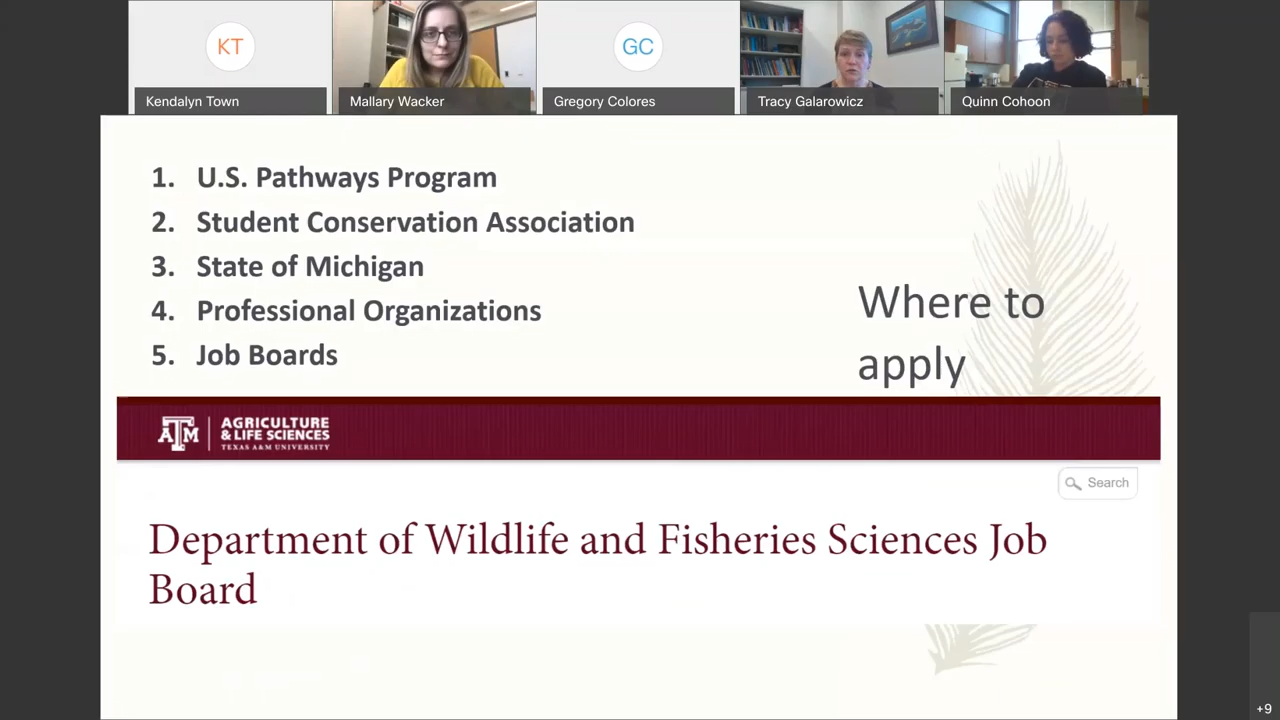 KT
GC
Kendalyn Town
Mallary Wacker
Gregory Colores
Tracy Galarowicz
Quinn Cohoon
1. U.S. Pathways Program
2. Student Conservation Association
3. State of Michigan
4. Professional Organizations
5. Job Boards
Where to
apply
ATM
AGRICULTURE
& LIFE SCIENCES
TEXAS A&M UNIVERSITY
Search
Department of Wildlife and Fisheries Sciences Job
Board
+9